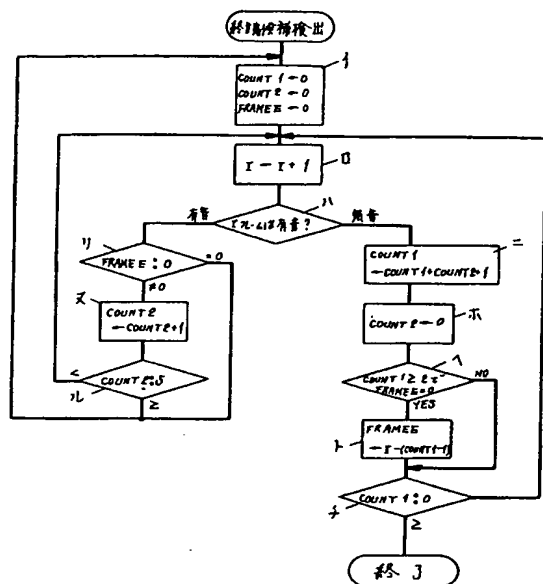 終端候補検出
イ
COUNT 1 ← 0
COUNT 2 ← 0
FRAME E ← 0
ロ
I ← I + 1
ハ
有音
Iフレームは有音?
無音
リ
FRAME E : 0
= 0
≠0
ヌ
COUNT 2
← COUNT 2 + 1
<
COUNT 2 : 5
ル
≥
ニ
COUNT 1
← COUNT 1 + COUNT 2 + 1
ホ
COUNT 2 ← 0
ヘ
COUNT 1 ≥ 2 で
FRAME E = 0
NO
YES
ト
FRAME E
← I - (COUNT 1 - 1)
チ
COUNT 1 : 0
≥
終了